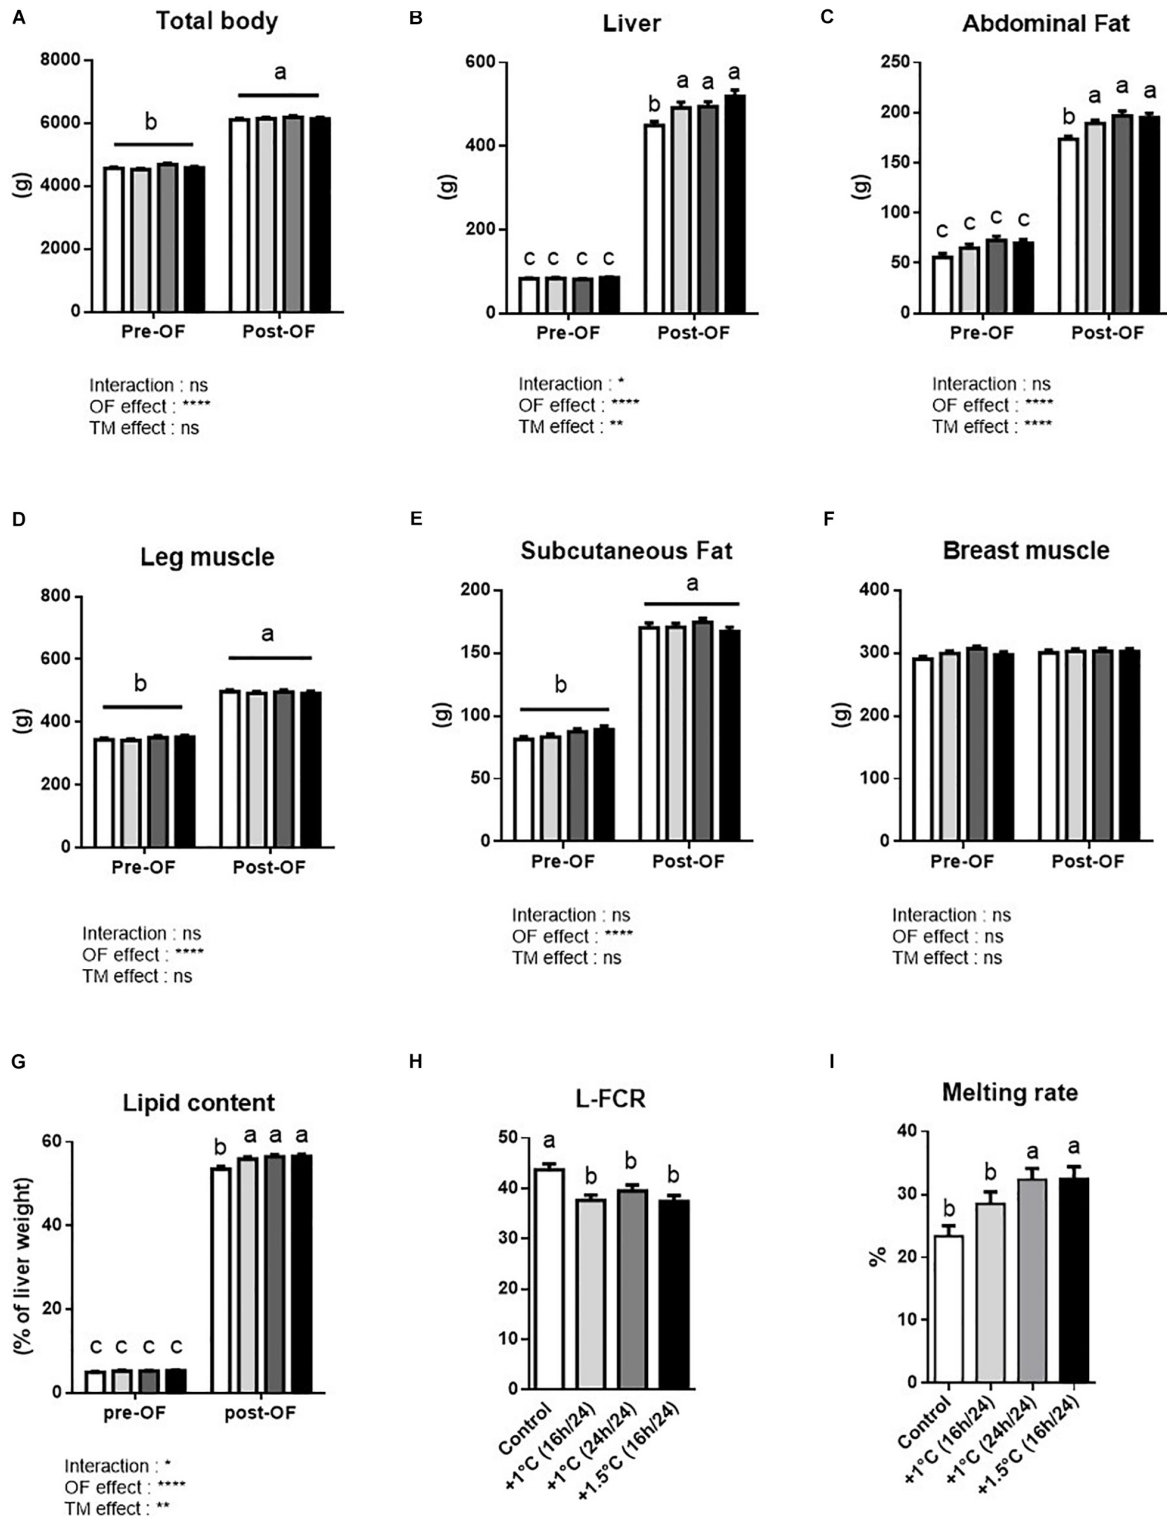 A
Total body
8000
6000
4000
2000
0
(g)
b
a
Pre-OF
Post-OF
Interaction : ns
OF effect : ****
TM effect : ns
B
Liver
600
400
200
0
(g)
c c c c
b a a a
Pre-OF
Post-OF
Interaction : *
OF effect : ****
TM effect : **
C
Abdominal Fat
250
200
150
100
50
0
(g)
c c c c
b a a a
Pre-OF
Post-OF
Interaction : ns
OF effect : ****
TM effect : ****
D
Leg muscle
800
600
400
200
0
(g)
b
a
Pre-OF
Post-OF
Interaction : ns
OF effect : ****
TM effect : ns
E
Subcutaneous Fat
200
150
100
50
0
(g)
b
a
Pre-OF
Post-OF
Interaction : ns
OF effect : ****
TM effect : ns
F
Breast muscle
400
300
200
100
0
(g)
Pre-OF
Post-OF
Interaction : ns
OF effect : ns
TM effect : ns
G
Lipid content
60
40
20
0
(% of liver weight)
c c c c
b a a a
pre-OF
post-OF
Interaction : *
OF effect : ****
TM effect : **
H
L-FCR
50
40
30
20
10
0
a b b b
Control
+1°C (16h/24)
+1°C (24h/24)
+1.5°C (16h/24)
I
Melting rate
40
30
20
10
0
%
b b a a
Control
+1°C (16h/24)
+1°C (24h/24)
+1.5°C (16h/24)